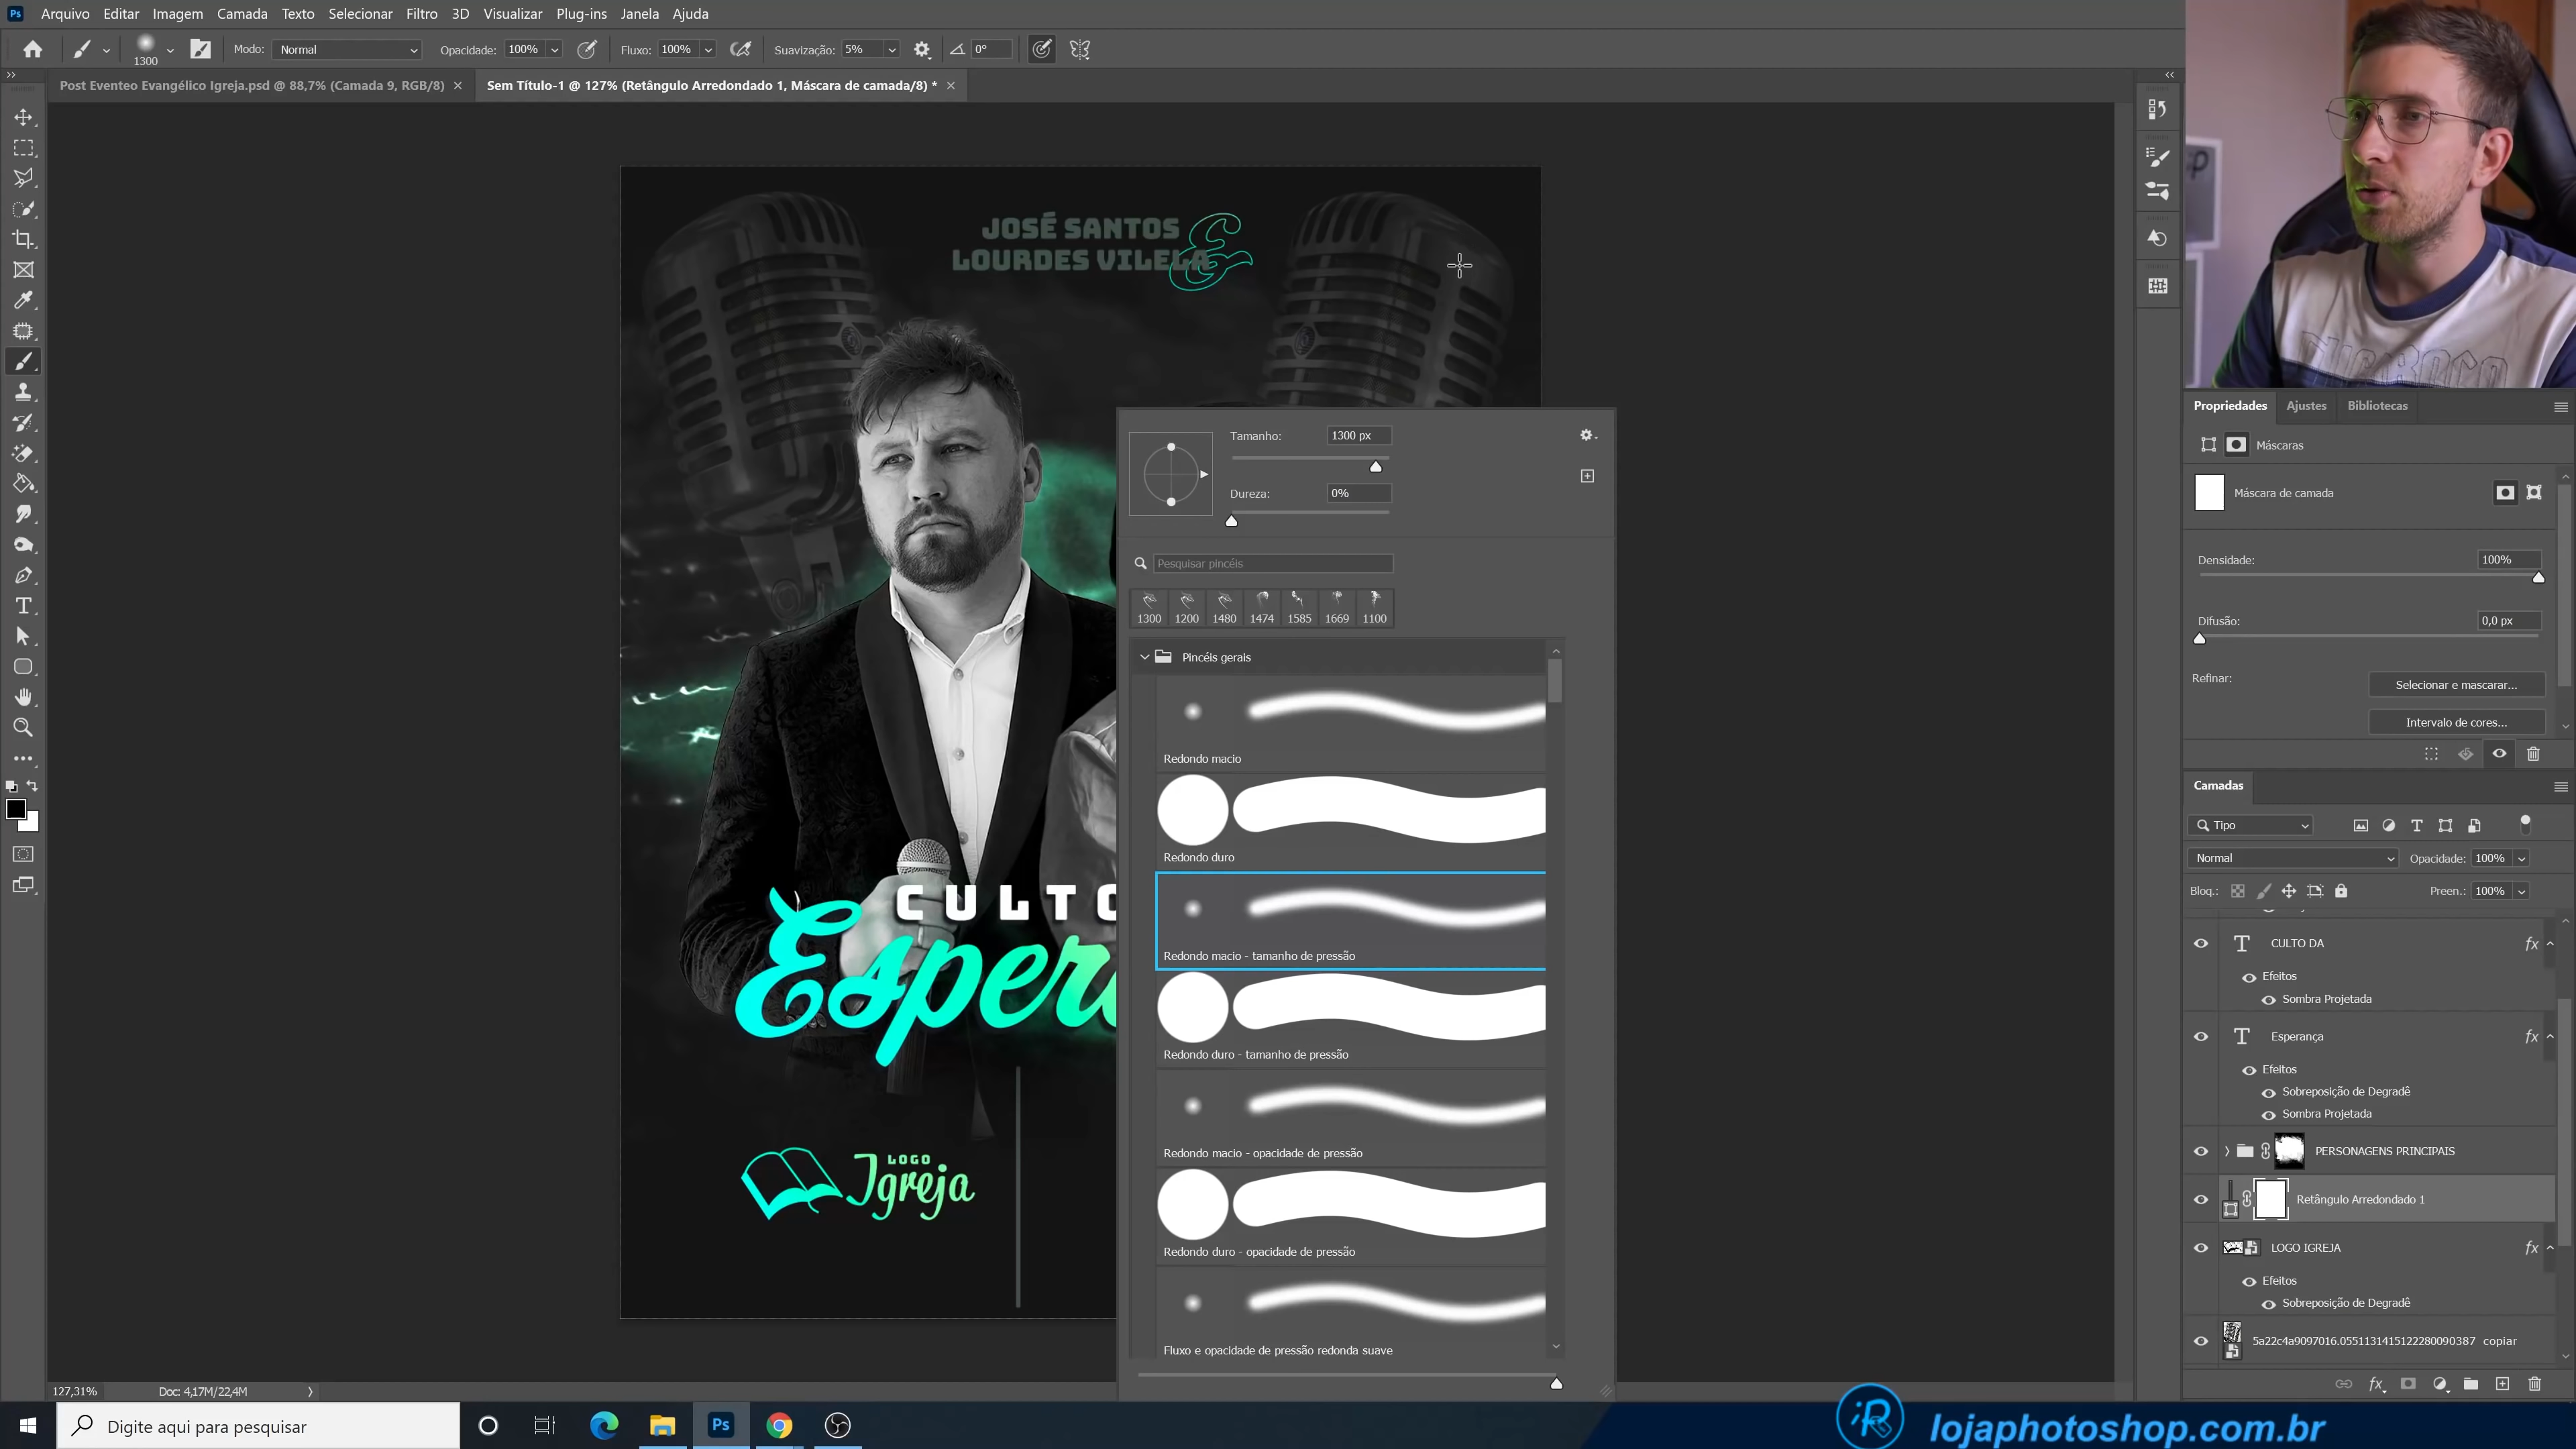 Ps Arquivo Editar Imagem Camada Texto Selecionar Filtro 3D Visualizar Plug-ins Janela Ajuda
1300 Modo: Normal Opacidade: 100% Fluxo: 100% Suavização: 5% 0°
Post Eventeo Evangélico Igreja.psd @ 88,7% (Camada 9, RGB/8) × Sem Título-1 @ 127% (Retângulo Arredondado 1, Máscara de camada/8) * ×
JOSÉ SANTOS
&
LOURDES VILELA
CULTO
Esper
LOGO
Igreja
Tamanho: 1300 px
Dureza: 0%
Pesquisar pincéis
1300 1200 1480 1474 1585 1669 1100
Pincéis gerais
Redondo macio
Redondo duro
Redondo macio - tamanho de pressão
Redondo duro - tamanho de pressão
Redondo macio - opacidade de pressão
Redondo duro - opacidade de pressão
Fluxo e opacidade de pressão redonda suave
Propriedades Ajustes Bibliotecas
Máscaras
Máscara de camada
Densidade: 100%
Difusão: 0,0 px
Refinar: Selecionar e mascarar...
Intervalo de cores...
Camadas
Tipo
Normal Opacidade: 100%
Bloq.: Preen.: 100%
CULTO DA fx
Efeitos
Sombra Projetada
Esperança fx
Efeitos
Sobreposição de Degradê
Sombra Projetada
PERSONAGENS PRINCIPAIS
Retângulo Arredondado 1
LOGO IGREJA fx
Efeitos
Sobreposição de Degradê
5a22c4a9097016.0551131415122280090387 copiar
fx
127,31% Doc: 4,17M/22,4M
Digite aqui para pesquisar
Ps
lojaphotoshop.com.br